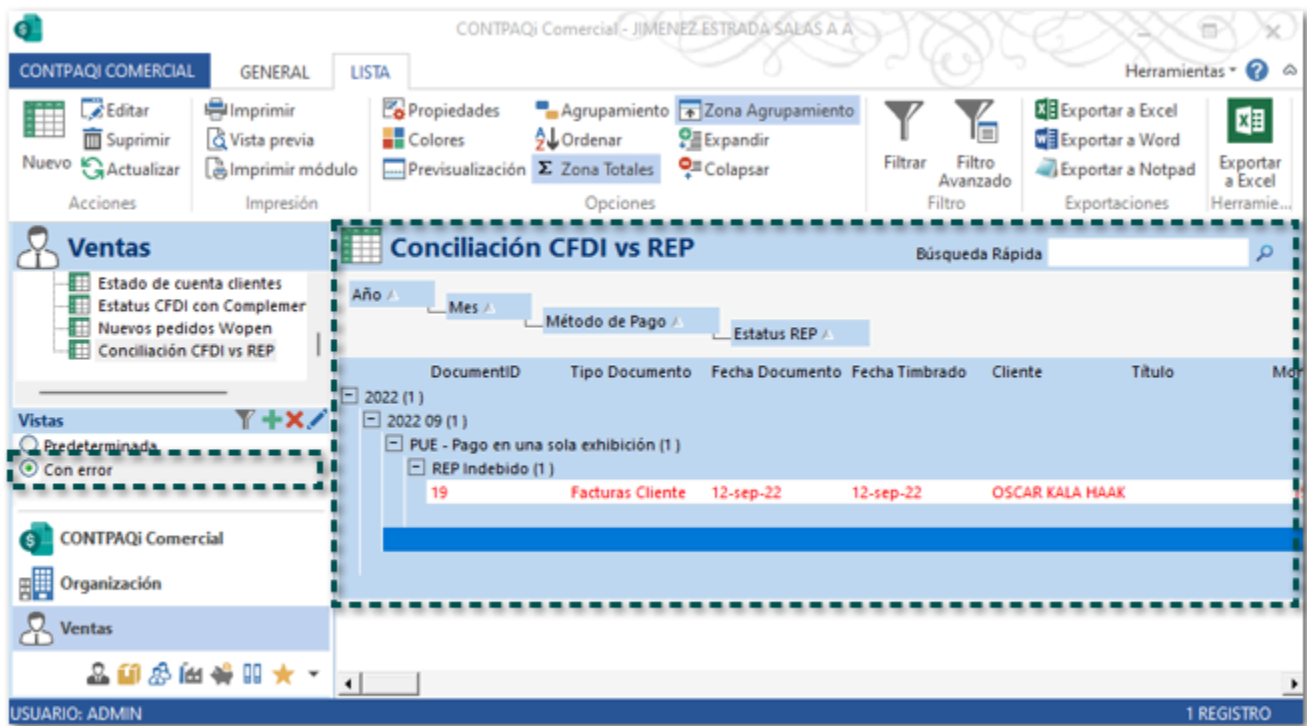 CONTPAQi Comercial - JIMENEZ ESTRADA SALAS A A
CONTPAQI COMERCIAL GENERAL LISTA Herramientas
Editar Imprimir Propiedades Agrupamiento Zona Agrupamiento Exportar a Excel
Suprimir Vista previa Colores Ordenar Expandir Exportar a Word
Nuevo Actualizar Imprimir módulo Previsualización Σ Zona Totales Colapsar Filtrar Filtro Avanzado Exportar a Notpad Exportar a Excel
Acciones Impresión Opciones Filtro Exportaciones Herramie...
Ventas
Estado de cuenta clientes
Estatus CFDI con Complemer
Nuevos pedidos Wopen
Conciliación CFDI vs REP
Vistas
Predeterminada
Con error
CONTPAQi Comercial
Organización
Ventas
Conciliación CFDI vs REP Búsqueda Rápida
Año
Mes
Método de Pago
Estatus REP
DocumentID Tipo Documento Fecha Documento Fecha Timbrado Cliente Título
2022 (1 )
2022 09 (1 )
PUE - Pago en una sola exhibición (1 )
REP Indebido (1 )
19 Facturas Cliente 12-sep-22 12-sep-22 OSCAR KALA HAAK
USUARIO: ADMIN 1 REGISTRO